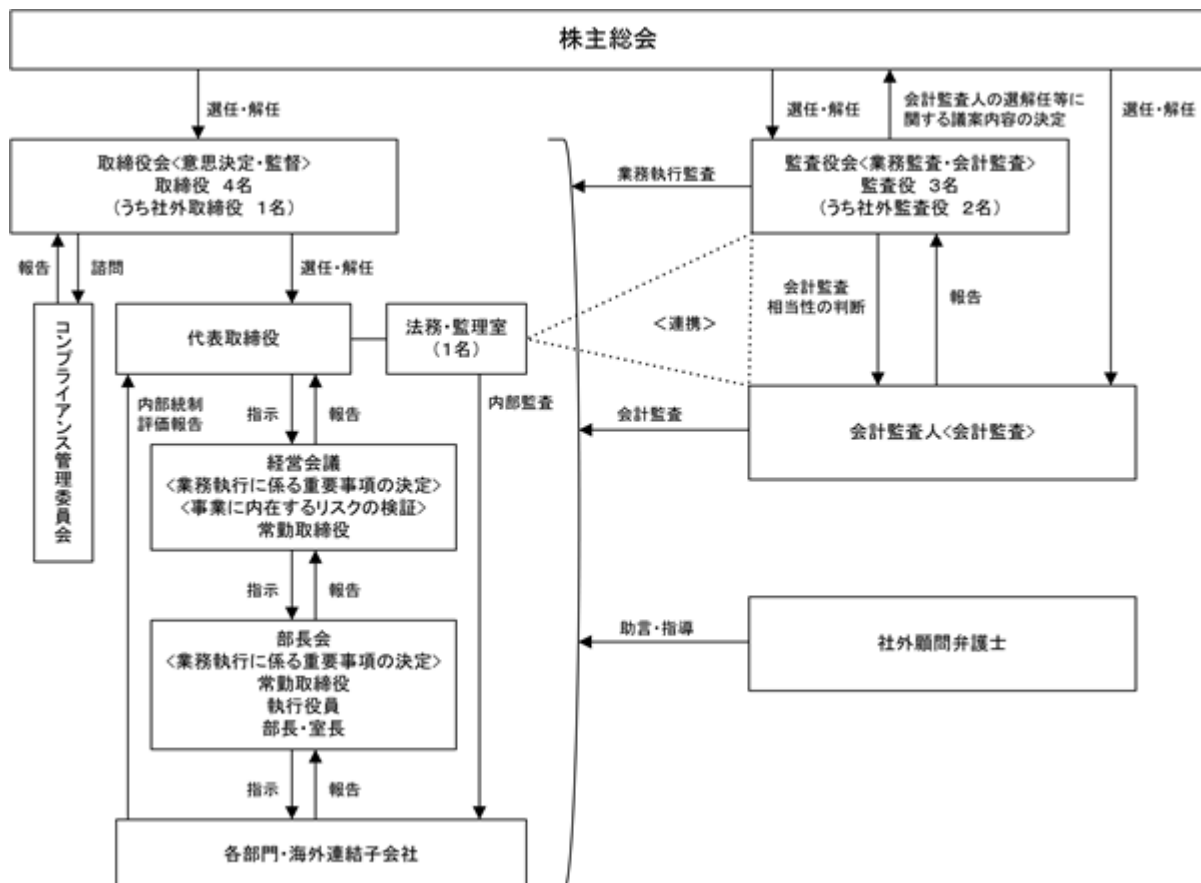 株主総会
選任・解任
選任・解任
会計監査人の選解任等に
関する議案内容の決定
選任・解任
取締役会<意思決定・監督>
取締役 4名
(うち社外取締役 1名)
業務執行監査
監査役会<業務監査・会計監査>
監査役 3名
(うち社外監査役 2名)
報告
諮問
選任・解任
会計監査
相当性の判断
報告
コンプライアンス管理委員会
代表取締役
法務・監理室
(1名)
<連携>
内部統制
評価報告
指示
報告
内部監査
会計監査
会計監査人<会計監査>
経営会議
<業務執行に係る重要事項の決定>
<事業に内在するリスクの検証>
常勤取締役
指示
報告
部長会
<業務執行に係る重要事項の決定>
常勤取締役
執行役員
部長・室長
助言・指導
社外顧問弁護士
指示
報告
各部門・海外連結子会社